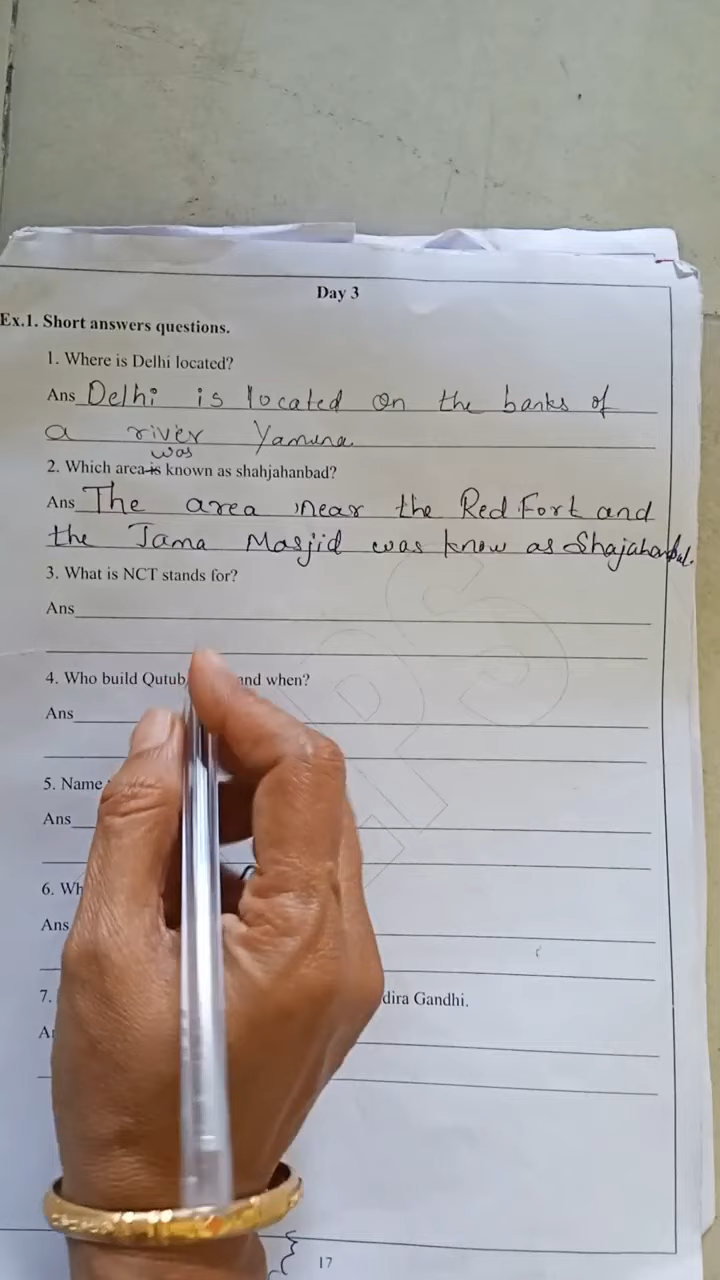 Day 3
Ex.1. Short answers questions.
1. Where is Delhi located?
Ans Delhi is located on the banks of
a river Yamuna
was
2. Which area is known as shahjahanbad?
Ans The area near the Red Fort and
the Jama Masjid was know as
3. What is NCT stands for?
Ans
4. Who build Qutub and when?
Ans
5. Name
Ans
6. Wh
Ans
7. dira Gandhi.
17